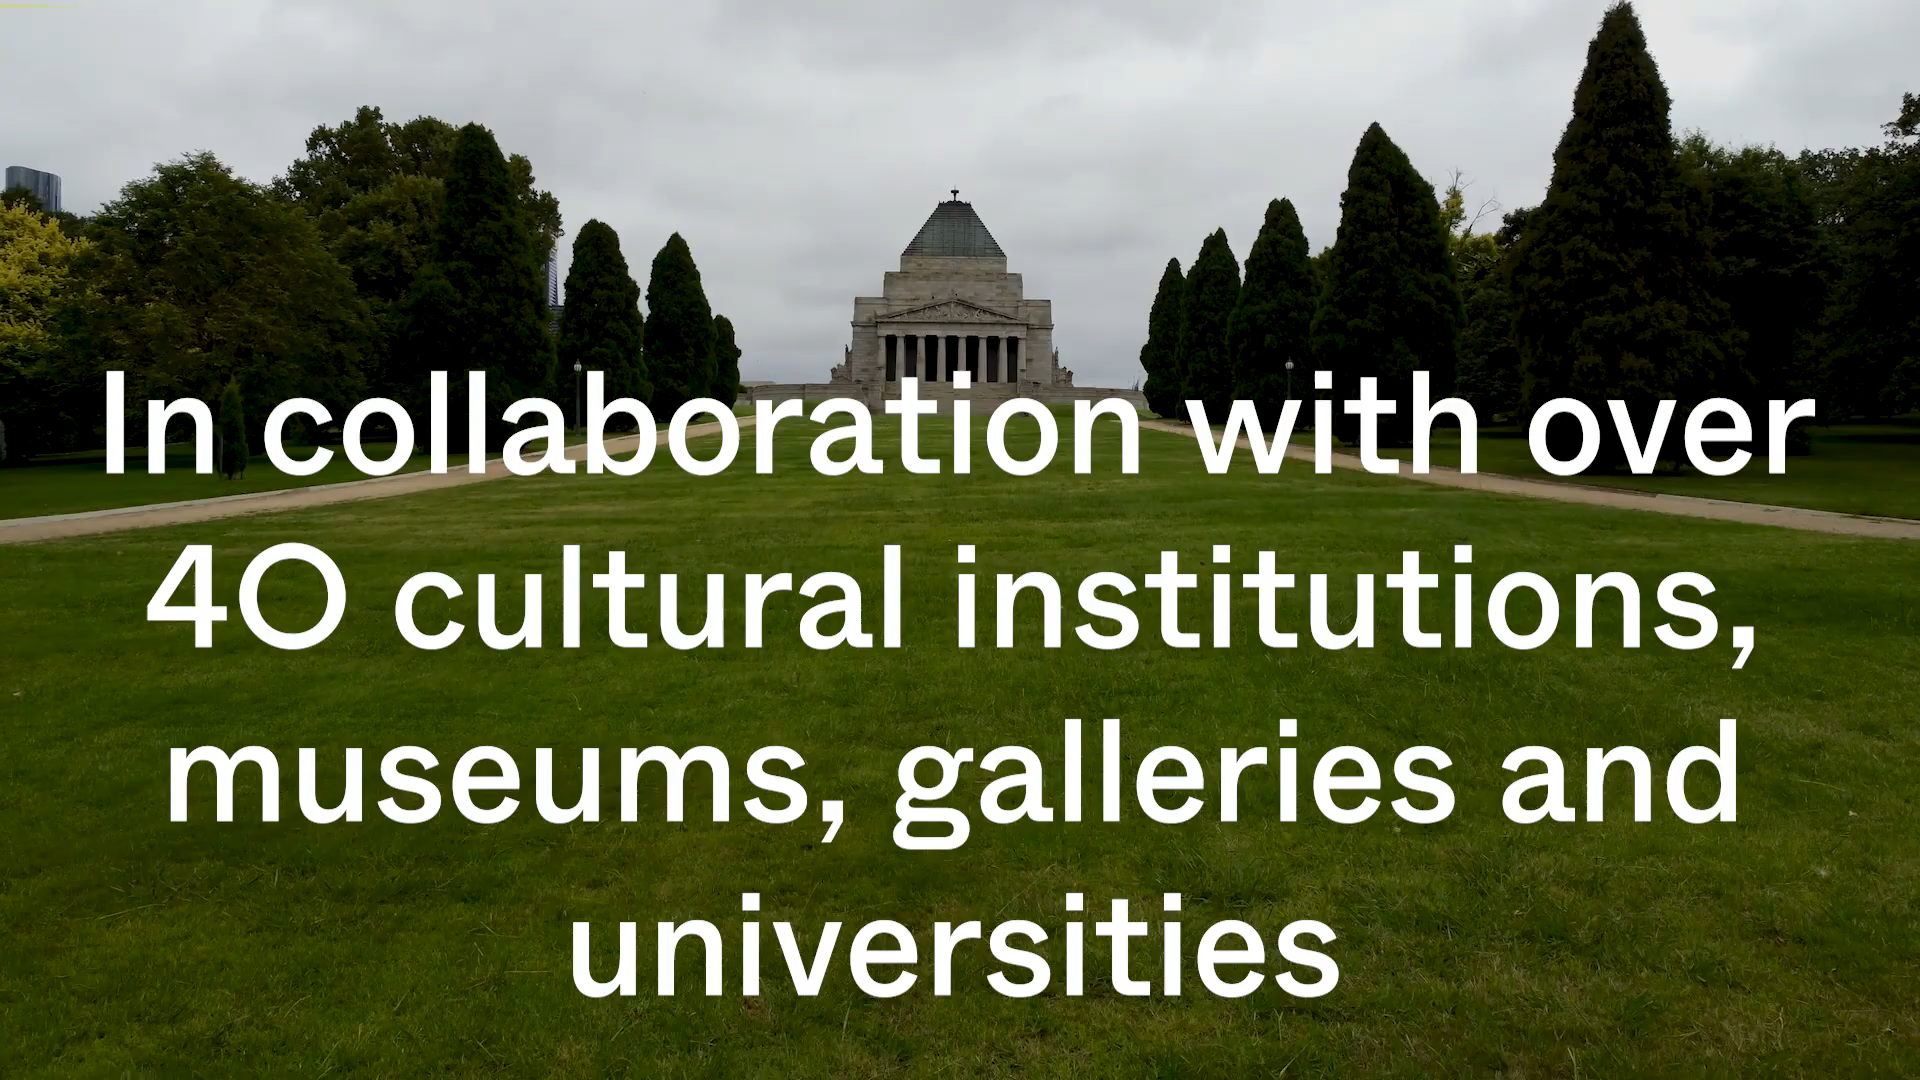 In collaboration with over
40 cultural institutions,
museums, galleries and
universities